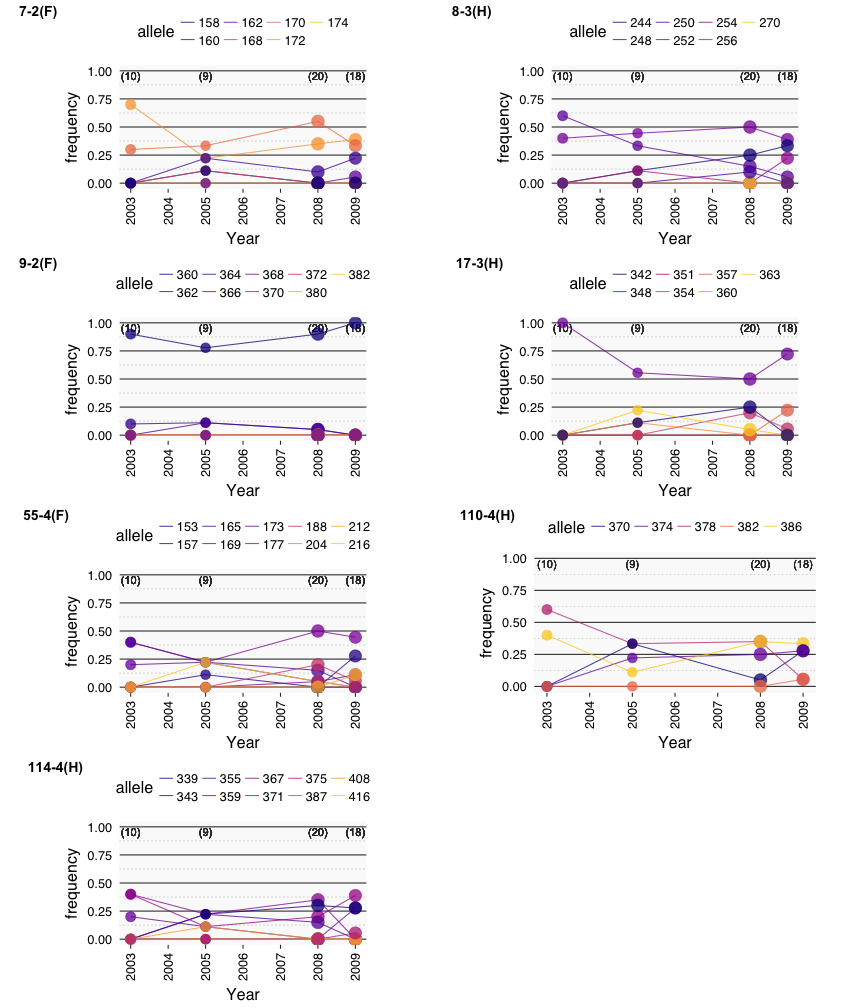 7-2(F)
allele 158 162 170 174
160 168 172
1.00
0.75
0.50
0.25
0.00
frequency
(10) (9) (20) (18)
2003 2004 2005 2006 2007 2008 2009
Year
8-3(H)
allele 244 250 254 270
248 252 256
1.00
0.75
0.50
0.25
0.00
frequency
(10) (9) (20) (18)
2003 2004 2005 2006 2007 2008 2009
Year
9-2(F)
allele 360 364 368 372 382
362 366 370 380
1.00
0.75
0.50
0.25
0.00
frequency
(10) (9) (20) (18)
2003 2004 2005 2006 2007 2008 2009
Year
17-3(H)
allele 342 351 357 363
348 354 360
1.00
0.75
0.50
0.25
0.00
frequency
(10) (9) (20) (18)
2003 2004 2005 2006 2007 2008 2009
Year
55-4(F)
allele 153 165 173 188 212
157 169 177 204 216
1.00
0.75
0.50
0.25
0.00
frequency
(10) (9) (20) (18)
2003 2004 2005 2006 2007 2008 2009
Year
110-4(H)
allele 370 374 378 382 386
1.00
0.75
0.50
0.25
0.00
frequency
(10) (9) (20) (18)
2003 2004 2005 2006 2007 2008 2009
Year
114-4(H)
allele 339 355 367 375 408
343 359 371 387 416
1.00
0.75
0.50
0.25
0.00
frequency
(10) (9) (20) (18)
2003 2004 2005 2006 2007 2008 2009
Year